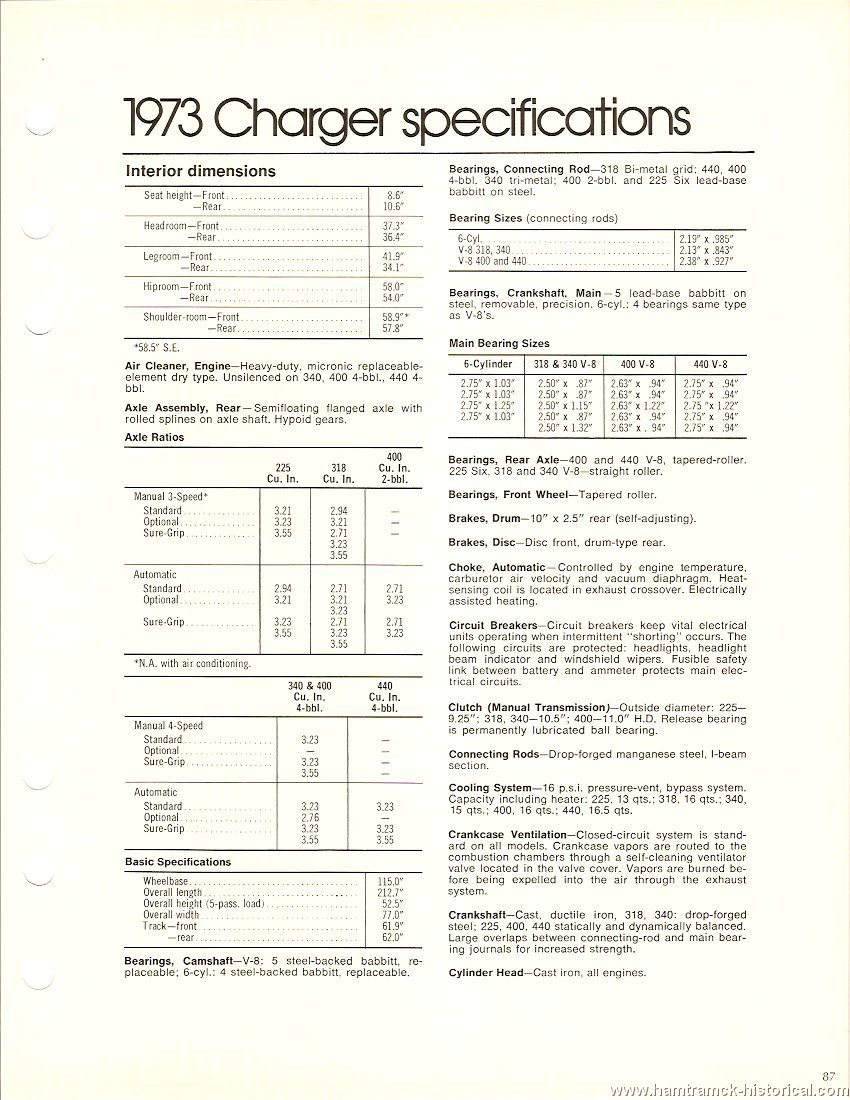 1973 Charger specifications
Interior dimensions
Seat height—Front 8.6"
—Rear 10.6"
Headroom—Front 37.3"
—Rear 36.4"
Legroom—Front 41.9"
—Rear 34.1"
Hiproom—Front 58.0"
—Rear 54.0"
Shoulder-room—Front 58.9"*
—Rear 57.8"
*58.5" S.E.
Air Cleaner, Engine—Heavy-duty, micronic replaceable-
element dry type. Unsilenced on 340, 400 4-bbl., 440 4-
bbl.
Axle Assembly, Rear—Semifloating flanged axle with
rolled splines on axle shaft. Hypoid gears.
Axle Ratios
400
225 318 Cu. In.
Cu. In. Cu. In. 2-bbl.
Manual 3-Speed*
Standard 3.21 2.94 —
Optional 3.23 3.21 —
Sure-Grip 3.55 2.71 —
3.23
3.55
Automatic
Standard 2.94 2.71 2.71
Optional 3.21 3.21 3.23
3.23
Sure-Grip 3.23 2.71 2.71
3.55 3.23 3.23
3.55
*N.A. with air conditioning.
340 & 400 440
Cu. In. Cu. In.
4-bbl. 4-bbl.
Manual 4-Speed
Standard 3.23 —
Optional — —
Sure-Grip 3.23 —
3.55 —
Automatic
Standard 3.23 3.23
Optional 2.76 —
Sure-Grip 3.23 3.23
3.55 3.55
Basic Specifications
Wheelbase 115.0"
Overall length 212.7"
Overall height (5-pass. load) 52.5"
Overall width 77.0"
Track—front 61.9"
—rear 62.0"
Bearings, Camshaft—V-8: 5 steel-backed babbitt, re-
placeable; 6-cyl.: 4 steel-backed babbitt, replaceable.
Bearings, Connecting Rod—318 Bi-metal grid; 440, 400
4-bbl. 340 tri-metal; 400 2-bbl. and 225 Six lead-base
babbitt on steel.
Bearing Sizes (connecting rods)
6-Cyl. 2.19" x .985"
V-8 318, 340 2.13" x .843"
V-8 400 and 440 2.38" x .927"
Bearings, Crankshaft, Main—5 lead-base babbitt on
steel, removable, precision. 6-cyl.: 4 bearings same type
as V-8's.
Main Bearing Sizes
6-Cylinder 318 & 340 V-8 400 V-8 440 V-8
2.75" x 1.03" 2.50" x .87" 2.63" x .94" 2.75" x .94"
2.75" x 1.03" 2.50" x .87" 2.63" x .94" 2.75" x .94"
2.75" x 1.25" 2.50" x 1.15" 2.63" x 1.22" 2.75 "x 1.22"
2.75" x 1.03" 2.50" x .87" 2.63" x .94" 2.75" x .94"
2.50" x 1.32" 2.63" x . 94" 2.75" x .94"
Bearings, Rear Axle—400 and 440 V-8, tapered-roller.
225 Six, 318 and 340 V-8—straight roller.
Bearings, Front Wheel—Tapered roller.
Brakes, Drum—10" x 2.5" rear (self-adjusting).
Brakes, Disc—Disc front, drum-type rear.
Choke, Automatic—Controlled by engine temperature,
carburetor air velocity and vacuum diaphragm. Heat-
sensing coil is located in exhaust crossover. Electrically
assisted heating.
Circuit Breakers—Circuit breakers keep vital electrical
units operating when intermittent "shorting" occurs. The
following circuits are protected: headlights, headlight
beam indicator and windshield wipers. Fusible safety
link between battery and ammeter protects main elec-
trical circuits.
Clutch (Manual Transmission)—Outside diameter: 225—
9.25"; 318, 340—10.5"; 400—11.0" H.D. Release bearing
is permanently lubricated ball bearing.
Connecting Rods—Drop-forged manganese steel, I-beam
section.
Cooling System—16 p.s.i. pressure-vent, bypass system.
Capacity including heater: 225, 13 qts.; 318, 16 qts.; 340,
15 qts.; 400, 16 qts.; 440, 16.5 qts.
Crankcase Ventilation—Closed-circuit system is stand-
ard on all models. Crankcase vapors are routed to the
combustion chambers through a self-cleaning ventilator
valve located in the valve cover. Vapors are burned be-
fore being expelled into the air through the exhaust
system.
Crankshaft—Cast, ductile iron, 318, 340: drop-forged
steel; 225, 400, 440 statically and dynamically balanced.
Large overlaps between connecting-rod and main bear-
ing journals for increased strength.
Cylinder Head—Cast iron, all engines.
87
www.hamtramck-historical.com